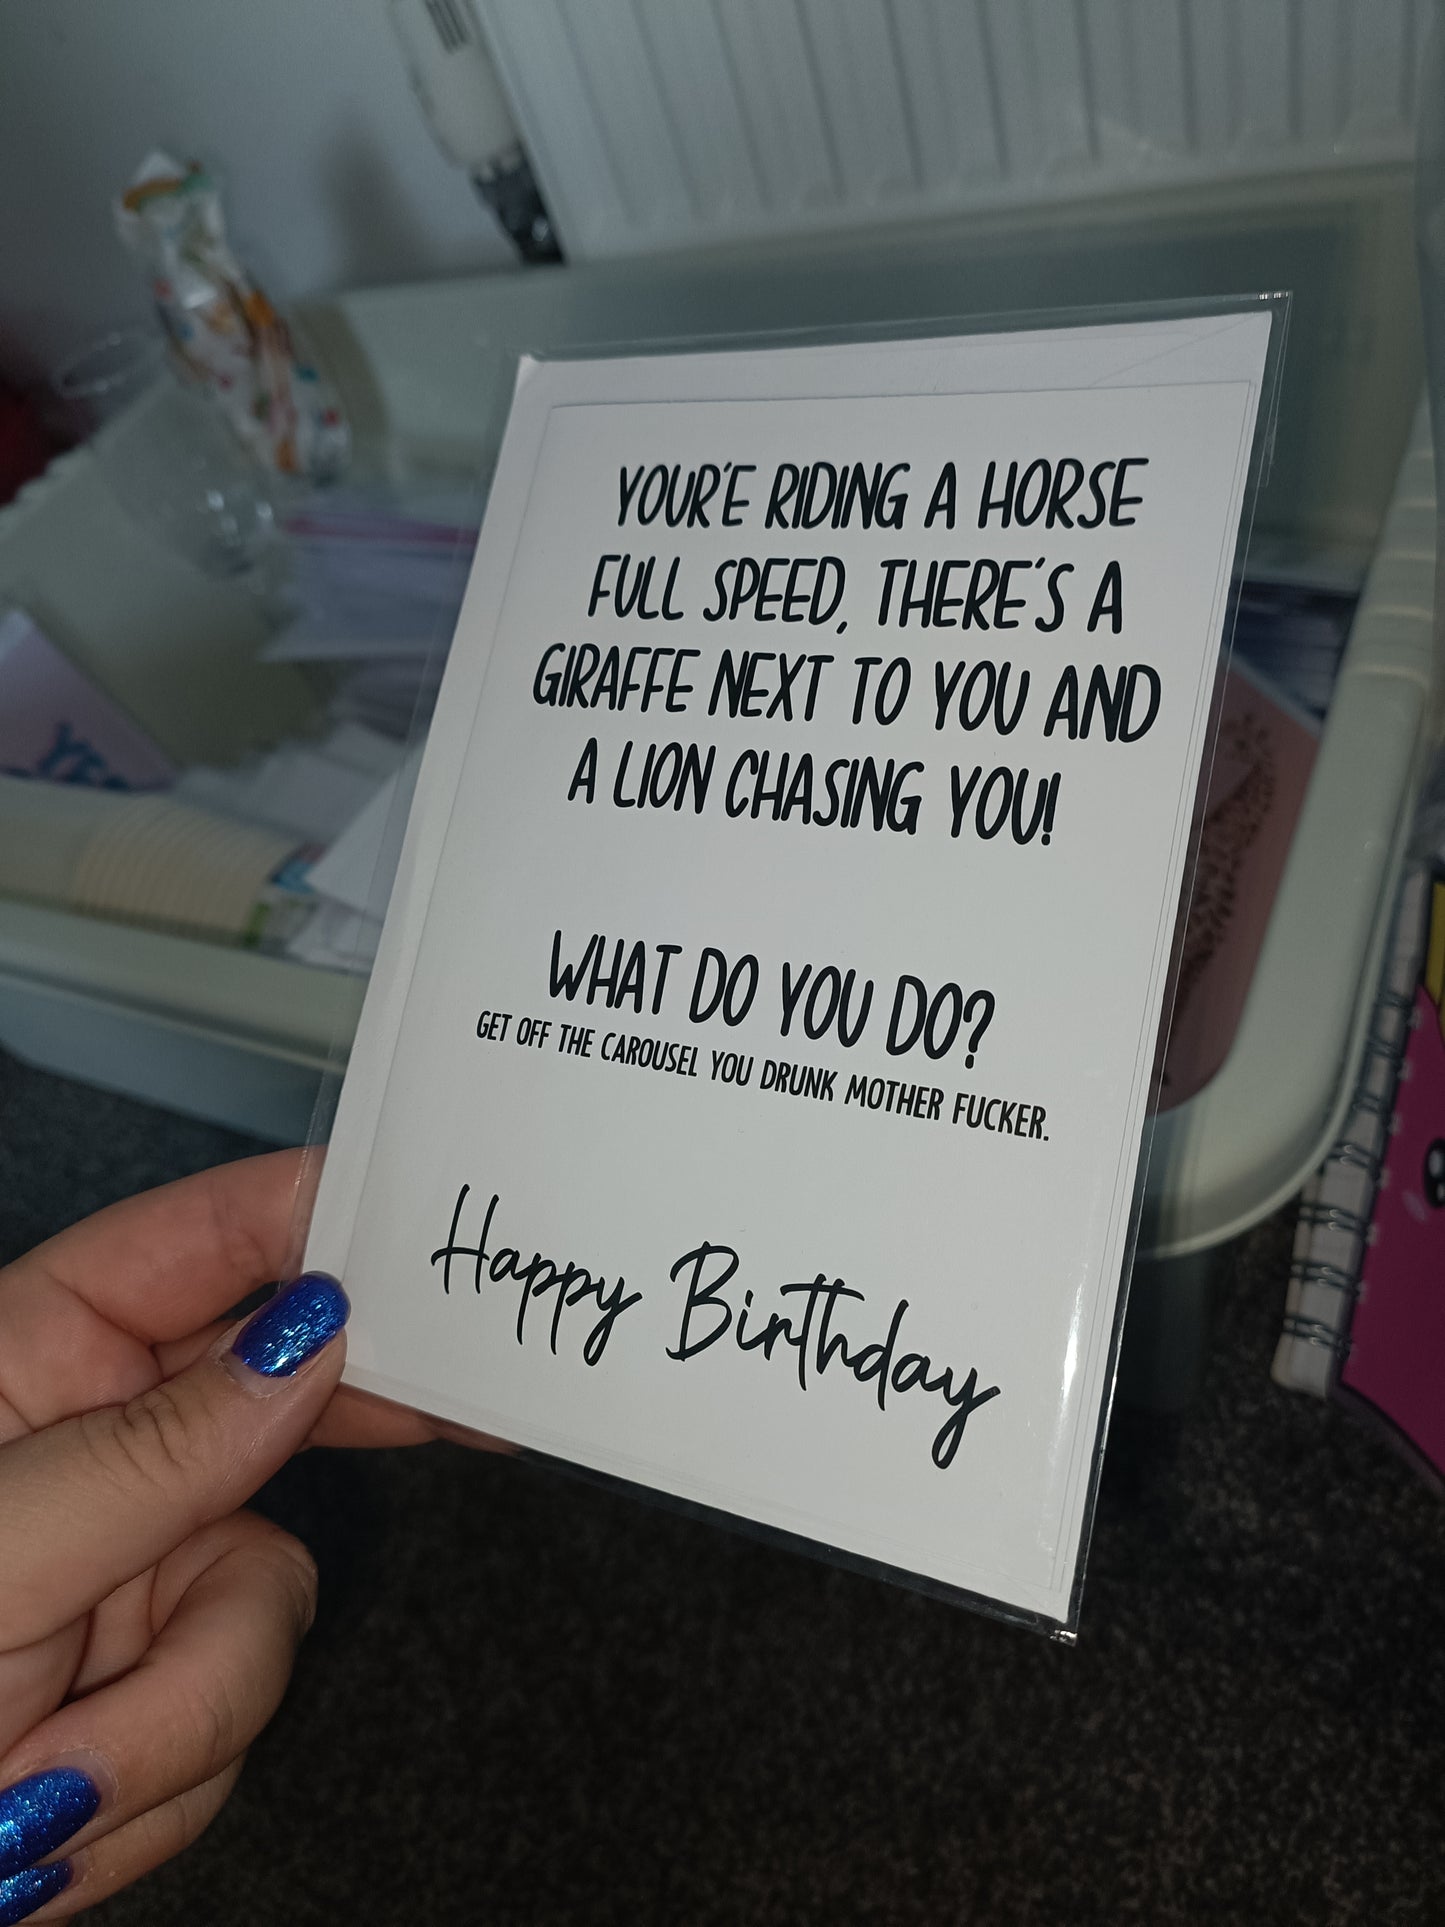 YOUR'E RIDING A HORSE
FULL SPEED, THERE'S A
GIRAFFE NEXT TO YOU AND
A LION CHASING YOU!
WHAT DO YOU DO?
GET OFF THE CAROUSEL YOU DRUNK MOTHER FUCKER.
Happy Birthday